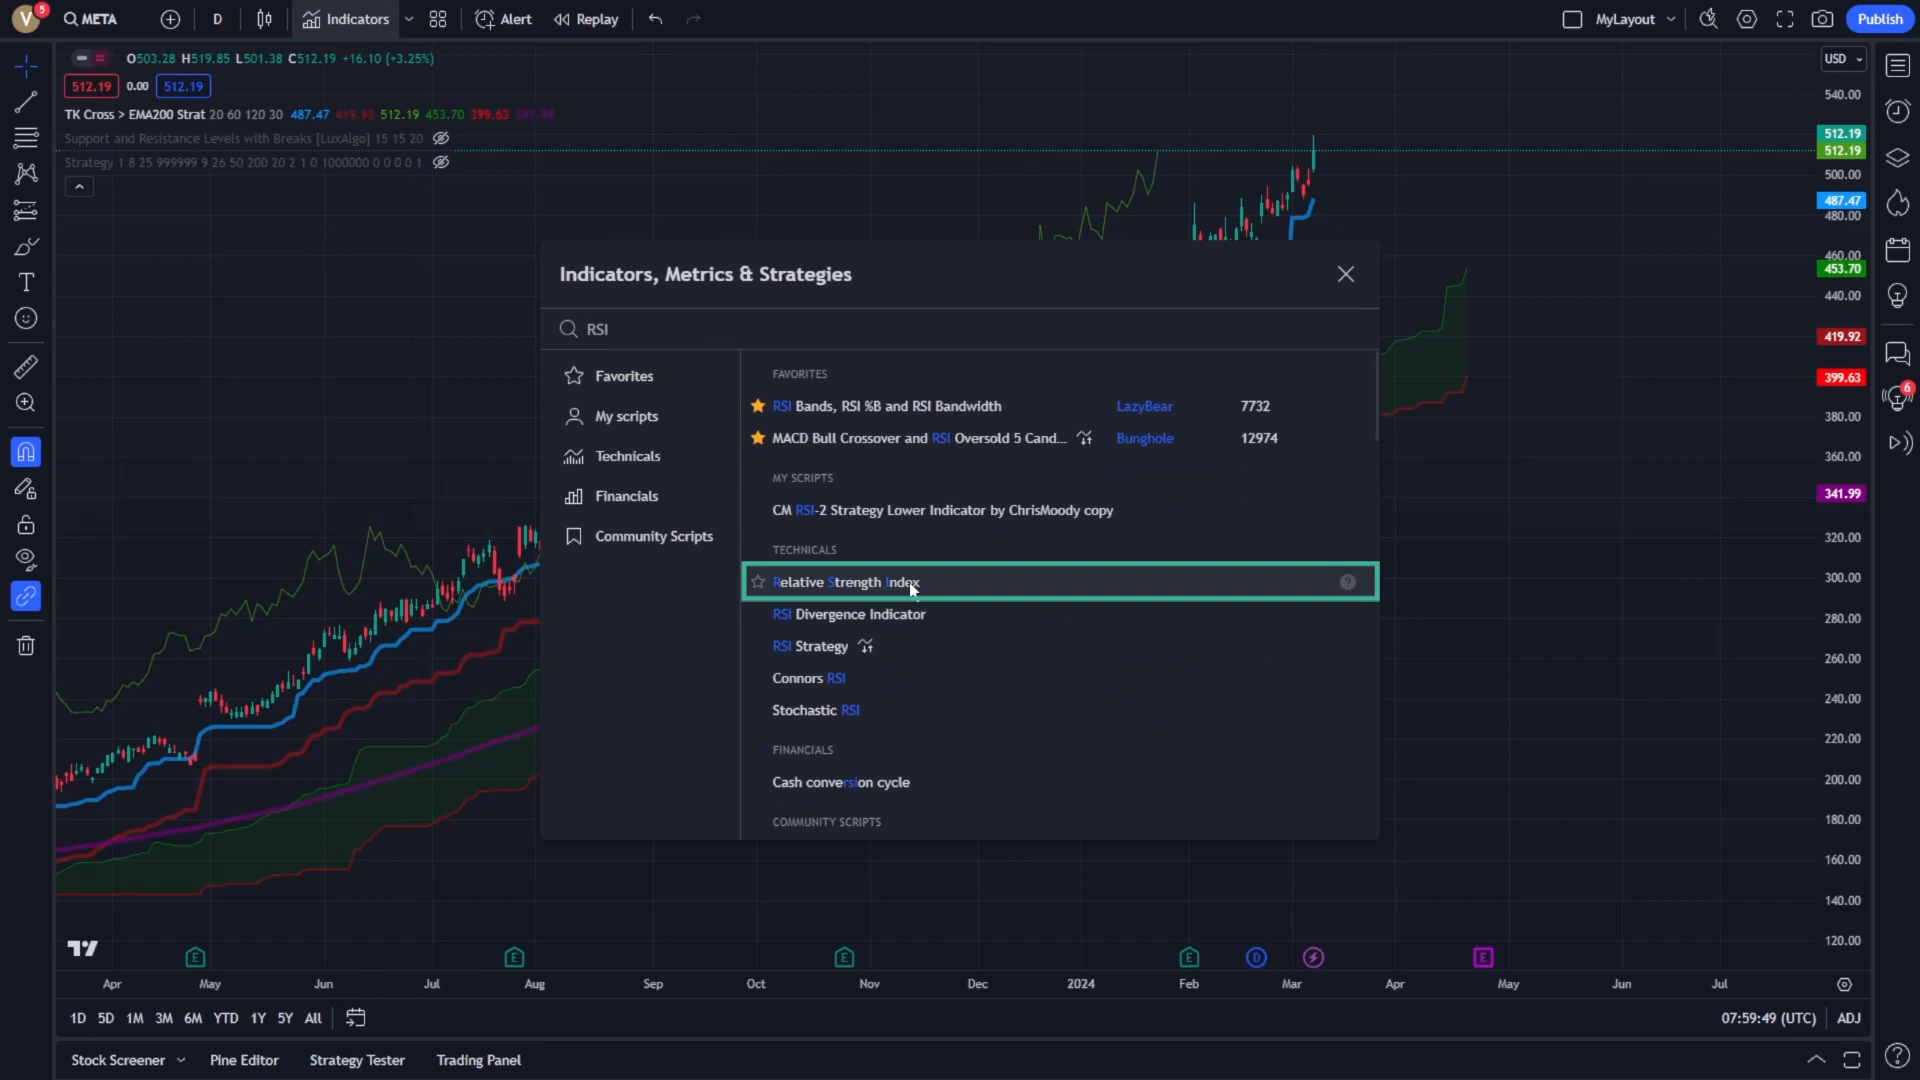 V 5 META D Indicators Alert Replay MyLayout Publish
O503.28 H519.85 L501.38 C512.19 +16.10 (+3.25%)
USD
512.19 0.00 512.19
540.00
TK Cross > EMA200 Strat 20 60 120 30 487.47 419.92 512.19 453.70 399.63
Support and Resistance Levels with Breaks [LuxAlgo] 15 15 20
512.19
512.19
Strategy 1 8 25 999999 9 26 50 200 20 2 1 0 1000000 0 0 0 0 1
500.00
487.47
480.00
460.00
453.70
440.00
419.92
399.63
6
380.00
360.00
341.99
320.00
300.00
280.00
260.00
240.00
220.00
200.00
180.00
160.00
140.00
120.00
Indicators, Metrics & Strategies
RSI
Favorites
My scripts
Technicals
Financials
Community Scripts
FAVORITES
RSI Bands, RSI %B and RSI Bandwidth LazyBear 7732
MACD Bull Crossover and RSI Oversold 5 Cand... Bunghole 12974
MY SCRIPTS
CM RSI-2 Strategy Lower Indicator by ChrisMoody copy
TECHNICALS
Relative Strength Index ?
RSI Divergence Indicator
RSI Strategy
Connors RSI
Stochastic RSI
FINANCIALS
Cash conversion cycle
COMMUNITY SCRIPTS
E E E E D E
Apr May Jun Jul Aug Sep Oct Nov Dec 2024 Feb Mar Apr May Jun Jul
1D 5D 1M 3M 6M YTD 1Y 5Y All 07:59:49 (UTC) ADJ
Stock Screener Pine Editor Strategy Tester Trading Panel